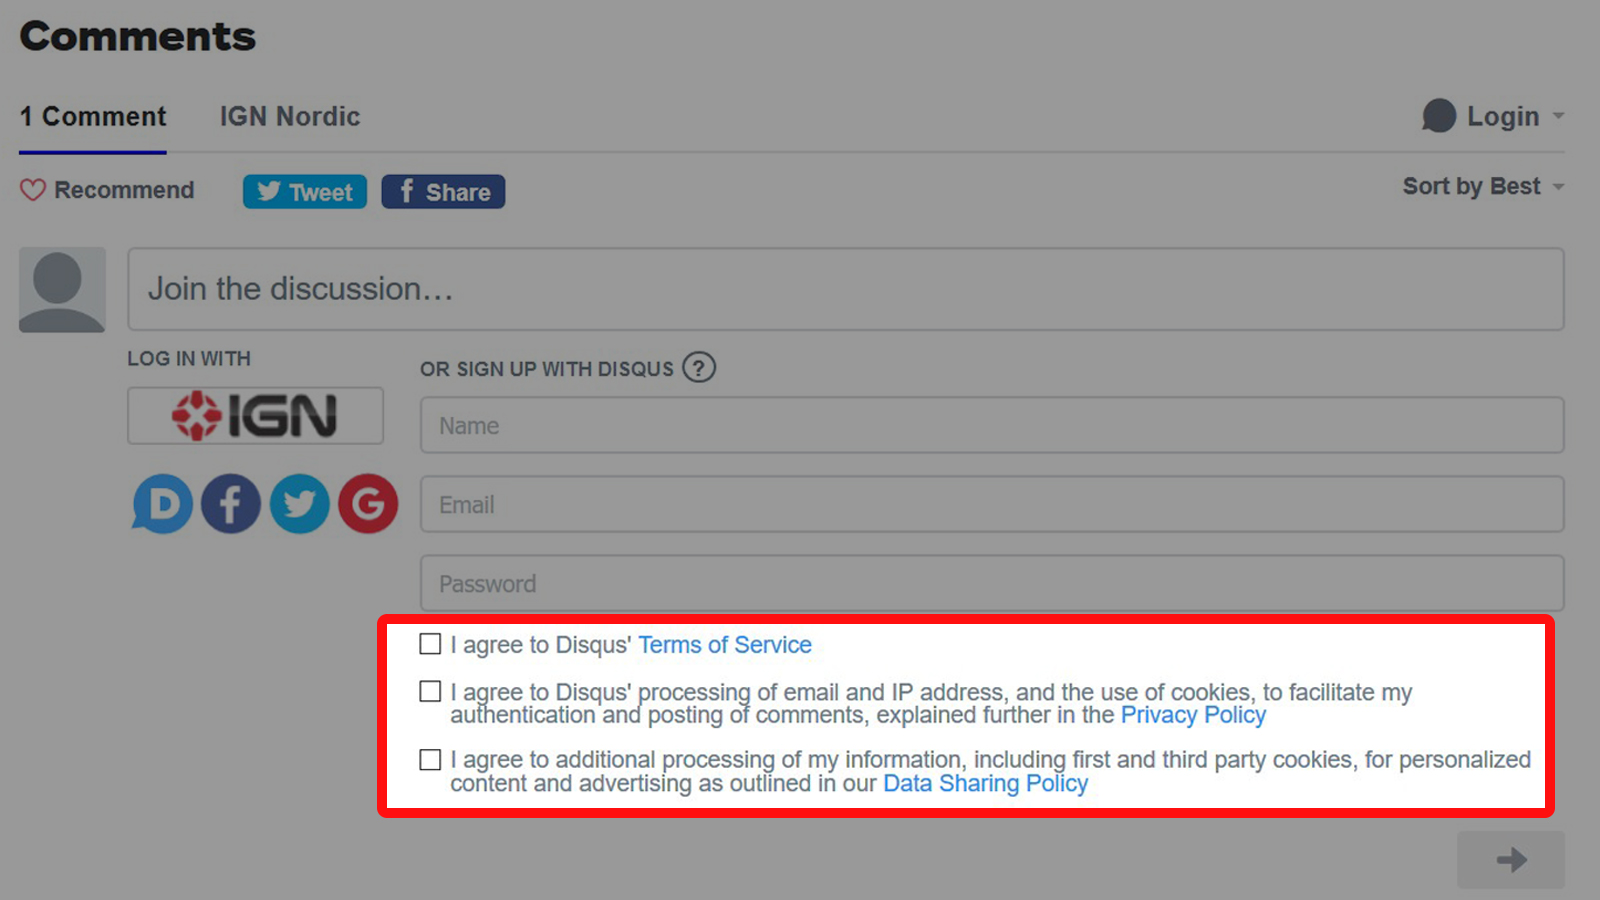 Comments
1 Comment
IGN Nordic
Login
Recommend
Tweet
Share
Sort by Best
Join the discussion…
LOG IN WITH
OR SIGN UP WITH DISQUS ?
IGN
Name
D f G
Email
Password
I agree to Disqus' Terms of Service
I agree to Disqus' processing of email and IP address, and the use of cookies, to facilitate my
authentication and posting of comments, explained further in the Privacy Policy
I agree to additional processing of my information, including first and third party cookies, for personalized
content and advertising as outlined in our Data Sharing Policy